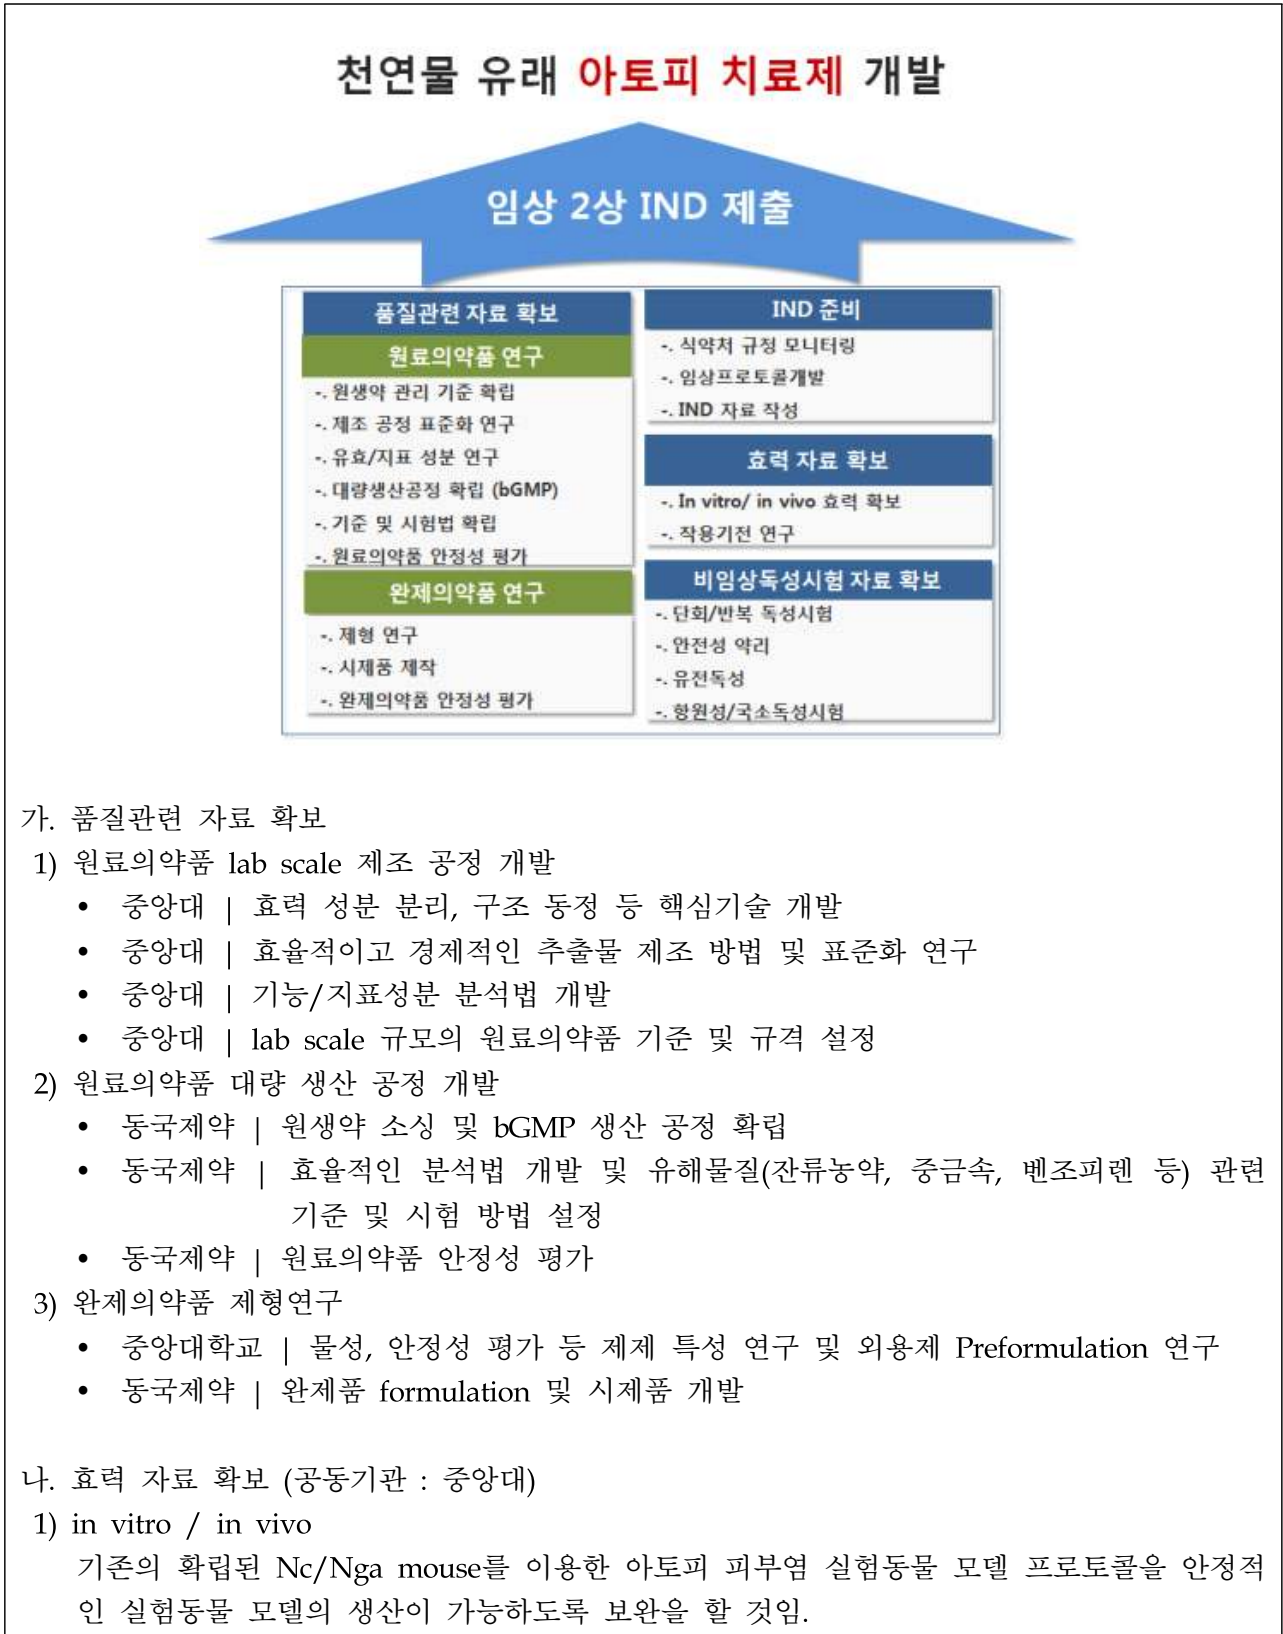 천연물 유래 아토피 치료제 개발
임상 2상 IND 제출
품질관련 자료 확보
원료의약품 연구
-. 원생약 관리 기준 확립
-. 제조 공정 표준화 연구
-. 유효/지표 성분 연구
-. 대량생산공정 확립 (bGMP)
-. 기준 및 시험법 확립
-. 원료의약품 안정성 평가
완제의약품 연구
-. 제형 연구
-. 시제품 제작
-. 완제의약품 안정성 평가
IND 준비
-. 식약처 규정 모니터링
-. 임상프로토콜개발
-. IND 자료 작성
효력 자료 확보
-. In vitro/ in vivo 효력 확보
-. 작용기전 연구
비임상독성시험 자료 확보
-. 단회/반복 독성시험
-. 안전성 약리
-. 유전독성
-. 항원성/국소독성시험
가. 품질관련 자료 확보
1) 원료의약품 lab scale 제조 공정 개발
• 중앙대 | 효력 성분 분리, 구조 동정 등 핵심기술 개발
• 중앙대 | 효율적이고 경제적인 추출물 제조 방법 및 표준화 연구
• 중앙대 | 기능/지표성분 분석법 개발
• 중앙대 | lab scale 규모의 원료의약품 기준 및 규격 설정
2) 원료의약품 대량 생산 공정 개발
• 동국제약 | 원생약 소싱 및 bGMP 생산 공정 확립
• 동국제약 | 효율적인 분석법 개발 및 유해물질(잔류농약, 중금속, 벤조피렌 등) 관련
기준 및 시험 방법 설정
• 동국제약 | 원료의약품 안정성 평가
3) 완제의약품 제형연구
• 중앙대학교 | 물성, 안정성 평가 등 제제 특성 연구 및 외용제 Preformulation 연구
• 동국제약 | 완제품 formulation 및 시제품 개발
나. 효력 자료 확보 (공동기관 : 중앙대)
1) in vitro / in vivo
기존의 확립된 Nc/Nga mouse를 이용한 아토피 피부염 실험동물 모델 프로토콜을 안정적
인 실험동물 모델의 생산이 가능하도록 보완을 할 것임.